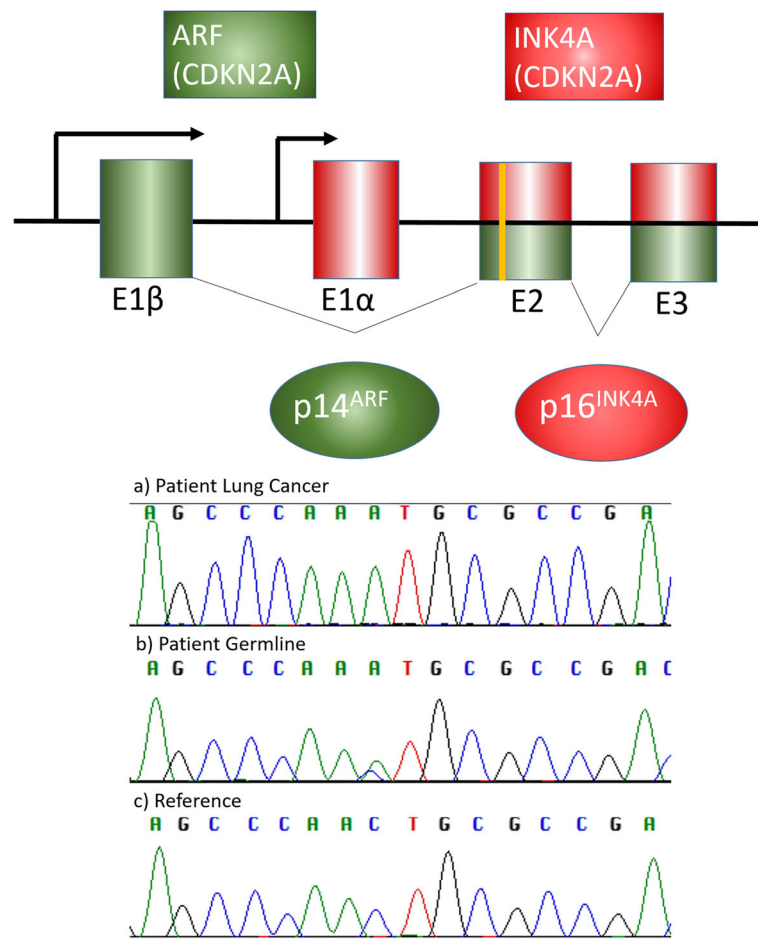 ARF
(CDKN2A)
INK4A
(CDKN2A)
E1β
E1α
E2
E3
p14ARF
p16INK4A
a) Patient Lung Cancer
A G C C C A A A T G C G C C G A
b) Patient Germline
A G C C C A A A T G C G C C G A C
c) Reference
A G C C C A A C T G C G C C G A